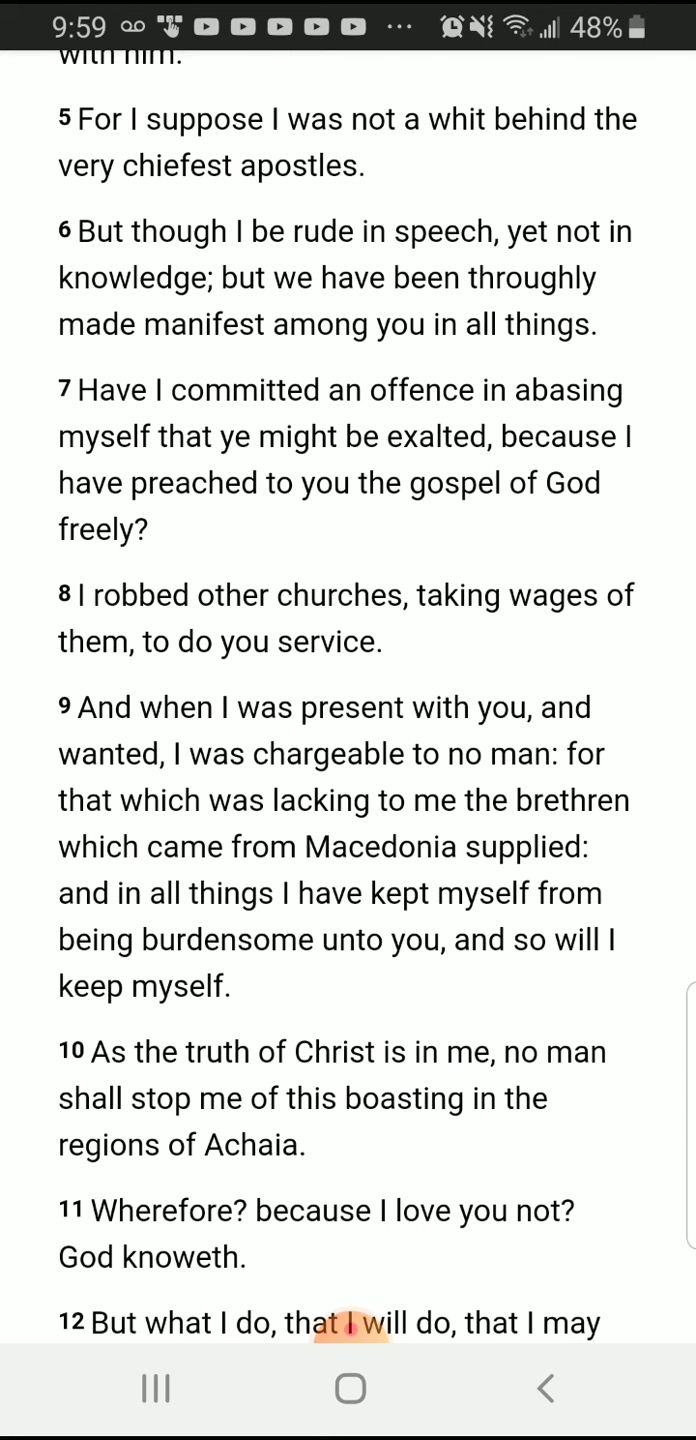 9:59 48%
with him.
5 For I suppose I was not a whit behind the
very chiefest apostles.
6 But though I be rude in speech, yet not in
knowledge; but we have been throughly
made manifest among you in all things.
7 Have I committed an offence in abasing
myself that ye might be exalted, because I
have preached to you the gospel of God
freely?
8 I robbed other churches, taking wages of
them, to do you service.
9 And when I was present with you, and
wanted, I was chargeable to no man: for
that which was lacking to me the brethren
which came from Macedonia supplied:
and in all things I have kept myself from
being burdensome unto you, and so will I
keep myself.
10 As the truth of Christ is in me, no man
shall stop me of this boasting in the
regions of Achaia.
11 Wherefore? because I love you not?
God knoweth.
12 But what I do, that I will do, that I may